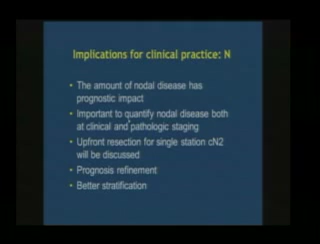 Implications for clinical practice: N
• The amount of nodal disease has
prognostic impact
• Important to quantify nodal disease both
at clinical and pathologic staging
• Upfront resection for single station cN2
will be discussed
• Prognosis refinement
• Better stratification